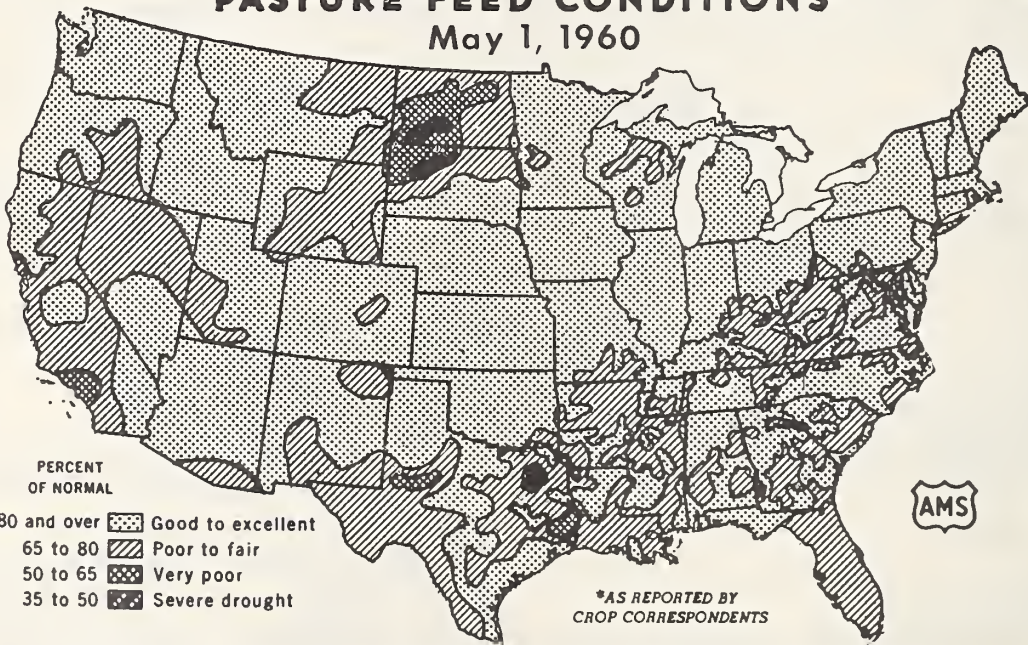 PASTURE FEED CONDITIONS
May 1, 1960
PERCENT
OF NORMAL
80 and over Good to excellent
65 to 80 Poor to fair
50 to 65 Very poor
35 to 50 Severe drought
*AS REPORTED BY
CROP CORRESPONDENTS
AMS